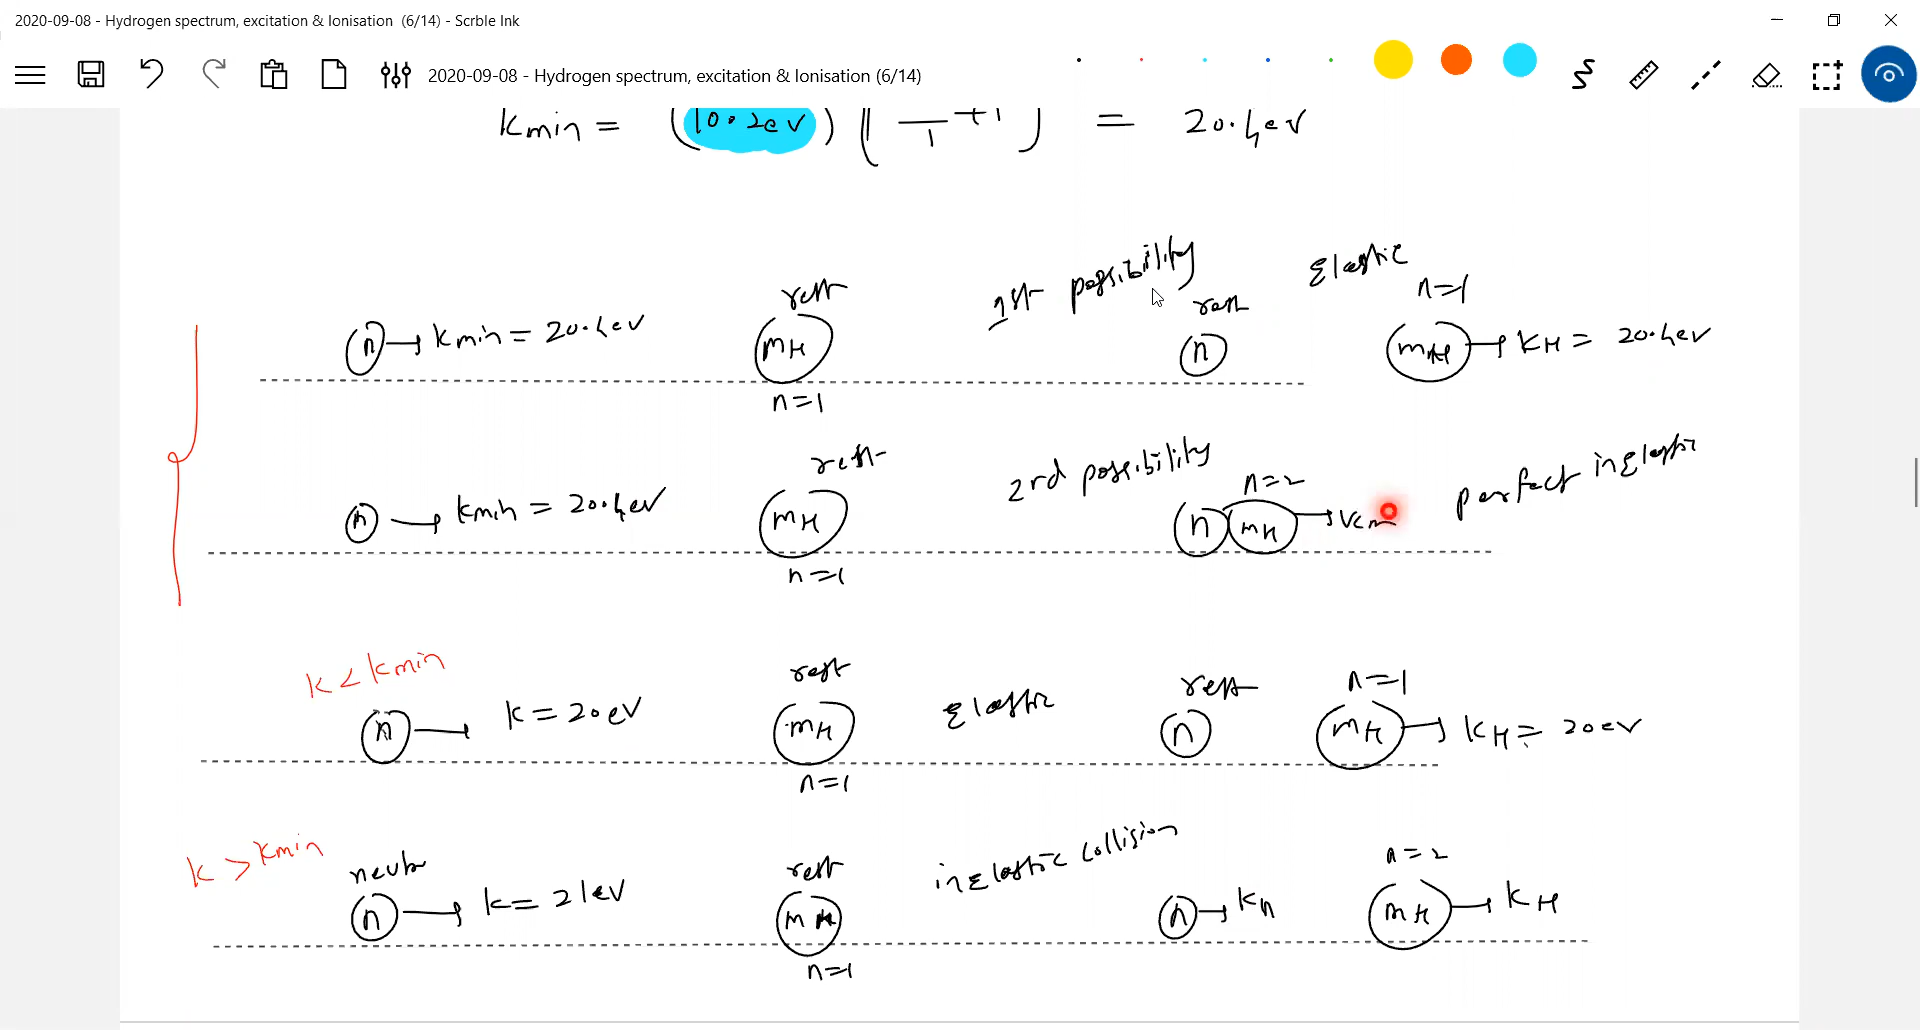 2020-09-08 - Hydrogen spectrum, excitation & Ionisation (6/14) - Scrble Ink
2020-09-08 - Hydrogen spectrum, excitation & Ionisation (6/14)
Kmin = (10.2ev) (1+1/1) = 20.4ev
rest 1st possibility rest Elastic n=1
n → Kmin = 20.4ev mH n mH → KH = 20.4ev
n=1
rest 2rd possibility n=2 perfect inElastic
n → Kmin = 20.4ev mH n mH → Vcm
n=1
K < Kmin rest Elastic rest n=1
n → K = 20ev mH n mH → KH = 20ev
n=1
K > Kmin rest inElastic collision n=2
n → K = 21eV mH n → Kn mH → KH
n=1